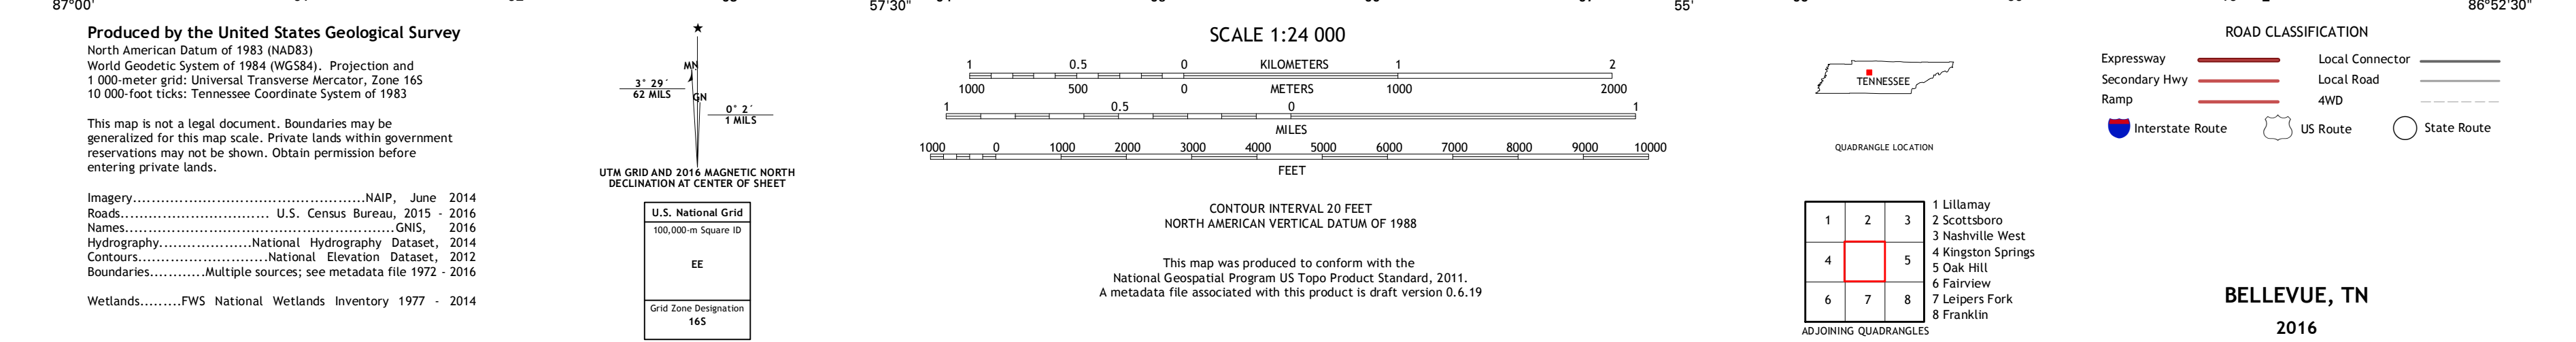 87°00'
57'30"
55'
86°52'30"
Produced by the United States Geological Survey
North American Datum of 1983 (NAD83)
World Geodetic System of 1984 (WGS84). Projection and
1 000-meter grid: Universal Transverse Mercator, Zone 16S
10 000-foot ticks: Tennessee Coordinate System of 1983
This map is not a legal document. Boundaries may be
generalized for this map scale. Private lands within government
reservations may not be shown. Obtain permission before
entering private lands.
Imagery..............................................NAIP, June 2014
Roads.............................. U.S. Census Bureau, 2015 - 2016
Names.....................................................GNIS, 2016
Hydrography...................National Hydrography Dataset, 2014
Contours.....................National Elevation Dataset, 2012
Boundaries............Multiple sources; see metadata file 1972 - 2016
Wetlands.........FWS National Wetlands Inventory 1977 - 2014
MN
3° 29´
62 MILS
GN
0° 2´
1 MILS
UTM GRID AND 2016 MAGNETIC NORTH
DECLINATION AT CENTER OF SHEET
U.S. National Grid
100,000-m Square ID
EE
Grid Zone Designation
16S
SCALE 1:24 000
1 0.5 0 KILOMETERS 1 2
1000 500 0 METERS 1000 2000
1 0.5 0 1
MILES
1000 0 1000 2000 3000 4000 5000 6000 7000 8000 9000 10000
FEET
CONTOUR INTERVAL 20 FEET
NORTH AMERICAN VERTICAL DATUM OF 1988
This map was produced to conform with the
National Geospatial Program US Topo Product Standard, 2011.
A metadata file associated with this product is draft version 0.6.19
TENNESSEE
QUADRANGLE LOCATION
1 2 3
4 5
6 7 8
1 Lillamay
2 Scottsboro
3 Nashville West
4 Kingston Springs
5 Oak Hill
6 Fairview
7 Leipers Fork
8 Franklin
ADJOINING QUADRANGLES
ROAD CLASSIFICATION
Expressway Local Connector
Secondary Hwy Local Road
Ramp 4WD
Interstate Route US Route State Route
BELLEVUE, TN
2016